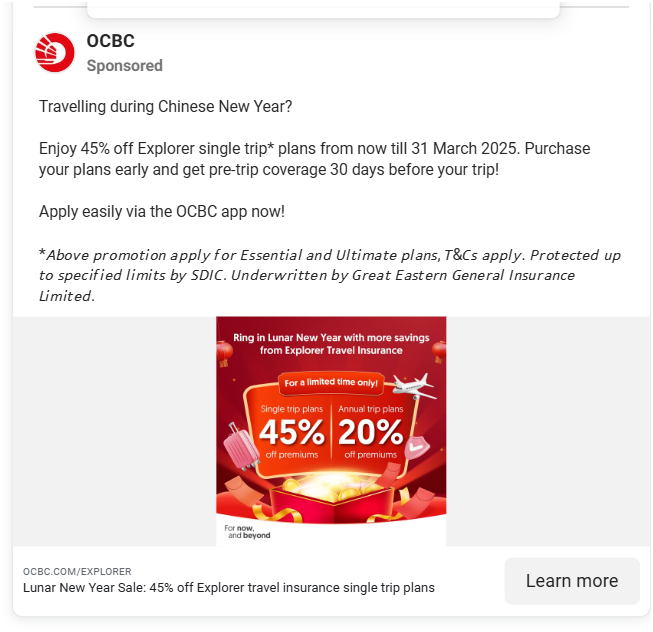 OCBC
Sponsored
Travelling during Chinese New Year?
Enjoy 45% off Explorer single trip* plans from now till 31 March 2025. Purchase
your plans early and get pre-trip coverage 30 days before your trip!
Apply easily via the OCBC app now!
*Above promotion apply for Essential and Ultimate plans, T&Cs apply. Protected up
to specified limits by SDIC. Underwritten by Great Eastern General Insurance
Limited.
Ring in Lunar New Year with more savings
from Explorer Travel Insurance
For a limited time only!
Single trip plans
45%
off premiums
Annual trip plans
20%
off premiums
For now,
and beyond
OCBC.COM/EXPLORER
Lunar New Year Sale: 45% off Explorer travel insurance single trip plans
Learn more